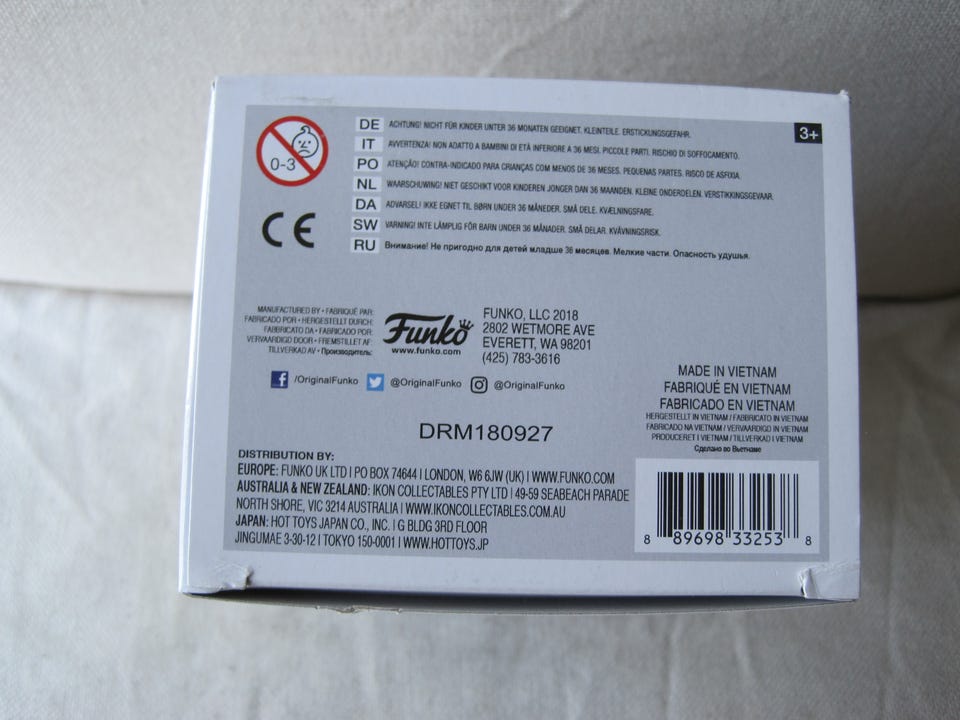 0-3
DE ACHTUNG! NICHT FÜR KINDER UNTER 36 MONATEN GEEIGNET. KLEINTEILE. ERSTICKUNGSGEFAHR.
3+
IT AVVERTENZA: NON ADATTO A BAMBINI DI ETÀ INFERIORE A 36 MESI. PICCOLE PARTI. RISCHIO DI SOFFOCAMENTO.
PO ATENÇÃO! CONTRA-INDICADO PARA CRIANÇAS COM MENOS DE 36 MESES. PEQUENAS PARTES. RISCO DE ASFIXIA.
NL WAARSCHUWING! NIET GESCHIKT VOOR KINDEREN JONGER DAN 36 MAANDEN. KLEINE ONDERDELEN. VERSTIKKINGSGEVAAR.
DA ADVARSEL! IKKE EGNET TIL BØRN UNDER 36 MÅNEDER. SMÅ DELE. KVÆLNINGSFARE.
SW VARNING! INTE LÄMPLIG FÖR BARN UNDER 36 MÅNADER. SMÅ DELAR. KVÄVNINGSRISK.
RU Внимание! Не пригодно для детей младше 36 месяцев. Мелкие части. Опасность удушья.
CE
MANUFACTURED BY • FABRIQUÉ PAR:
FABRICADO POR • HERGESTELLT DURCH:
FABBRICATO DA • FABRICADO POR:
VERVAARDIGD DOOR • FREMSTILLET AF:
TILLVERKAD AV • Производитель:
Funko
www.funko.com
FUNKO, LLC 2018
2802 WETMORE AVE
EVERETT, WA 98201
(425) 783-3616
/OriginalFunko @OriginalFunko @OriginalFunko
MADE IN VIETNAM
FABRIQUÉ EN VIETNAM
FABRICADO EN VIETNAM
HERGESTELLT IN VIETNAM / FABBRICATO IN VIETNAM
FABRICADO NA VIETNAM / VERVAARDIGD IN VIETNAM
PRODUCERET I VIETNAM / TILLVERKAD I VIETNAM
Сделано во Вьетнаме
DRM180927
DISTRIBUTION BY:
EUROPE: FUNKO UK LTD | PO BOX 74644 | LONDON, W6 6JW (UK) | WWW.FUNKO.COM
AUSTRALIA & NEW ZEALAND: IKON COLLECTABLES PTY LTD | 49-59 SEABEACH PARADE
NORTH SHORE, VIC 3214 AUSTRALIA | WWW.IKONCOLLECTABLES.COM.AU
JAPAN: HOT TOYS JAPAN CO., INC. | G BLDG 3RD FLOOR
JINGUMAE 3-30-12 | TOKYO 150-0001 | WWW.HOTTOYS.JP
8 89698 33253 8